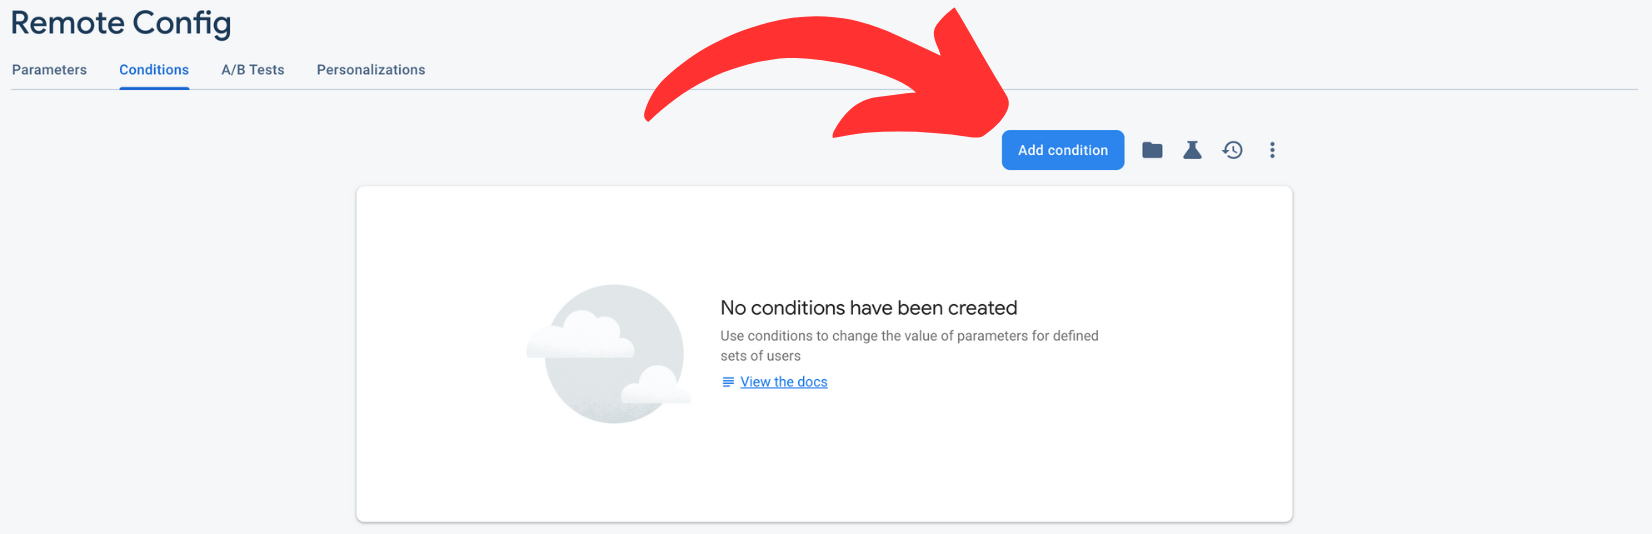 Remote Config
Parameters Conditions A/B Tests Personalizations
Add condition
No conditions have been created
Use conditions to change the value of parameters for defined
sets of users
View the docs